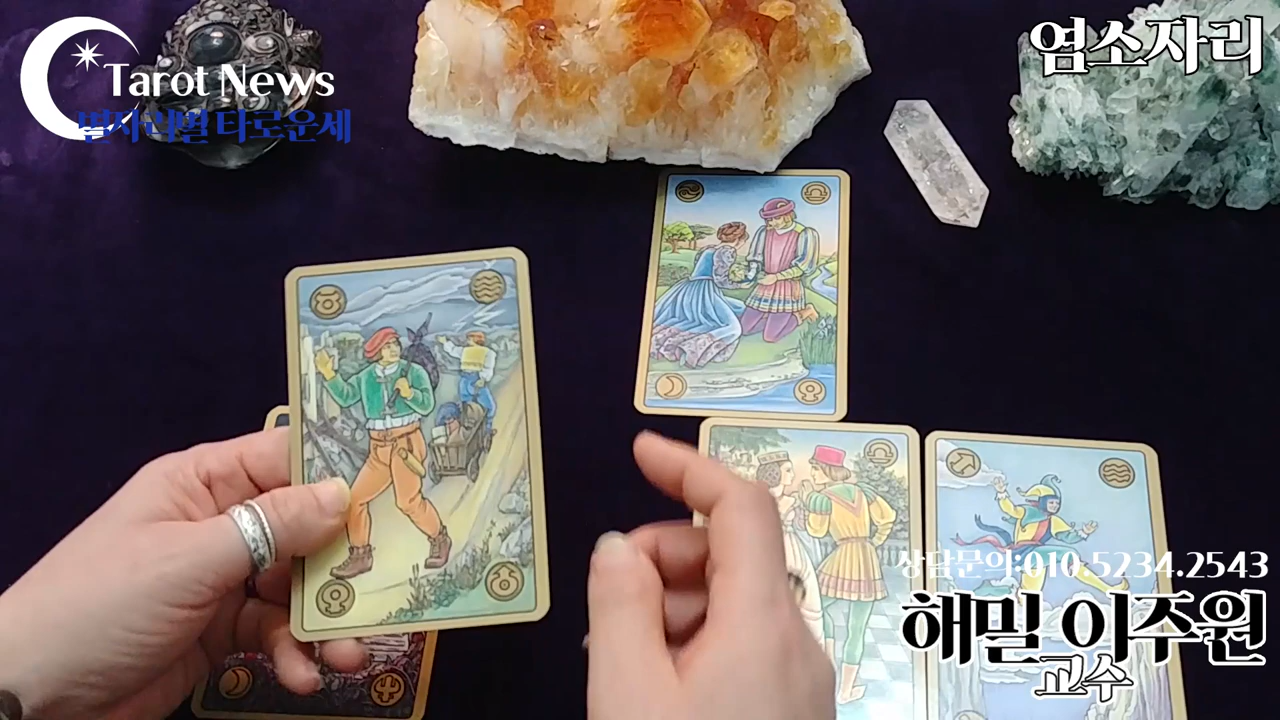 Tarot News
별자리별 타로운세
염소자리
상담문의:010.5234.2543
해밀 이주원
교수